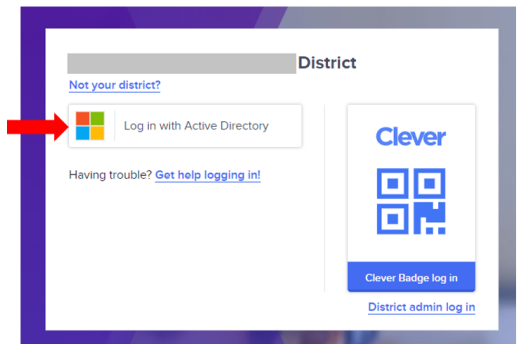 District
Not your district?
Log in with Active Directory
Having trouble? Get help logging in!
Clever
Clever Badge log in
District admin log in